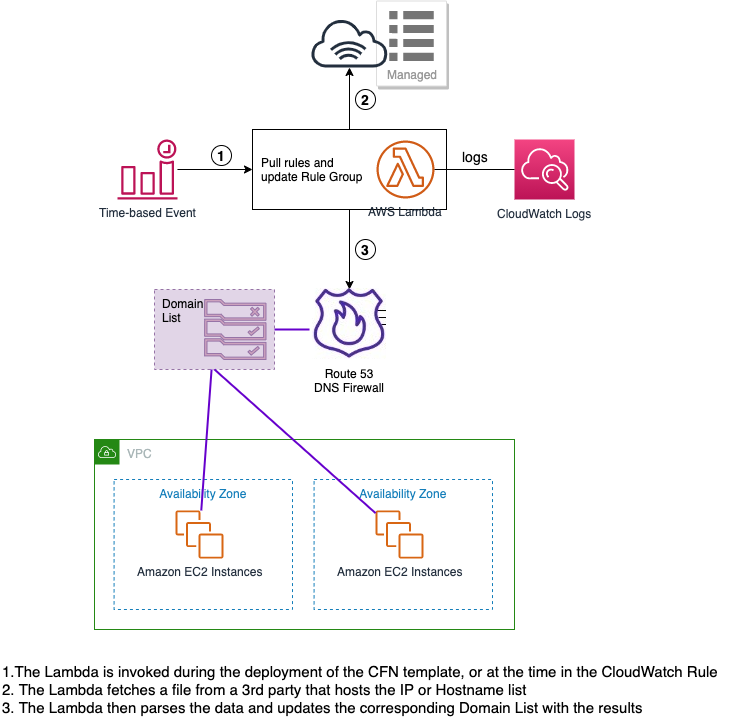 Managed
2
1
Pull rules and
update Rule Group
logs
Time-based Event
AWS Lambda
CloudWatch Logs
3
Domain
List
Route 53
DNS Firewall
VPC
Availability Zone
Availability Zone
Amazon EC2 Instances
Amazon EC2 Instances
1.The Lambda is invoked during the deployment of the CFN template, or at the time in the CloudWatch Rule
2. The Lambda fetches a file from a 3rd party that hosts the IP or Hostname list
3. The Lambda then parses the data and updates the corresponding Domain List with the results